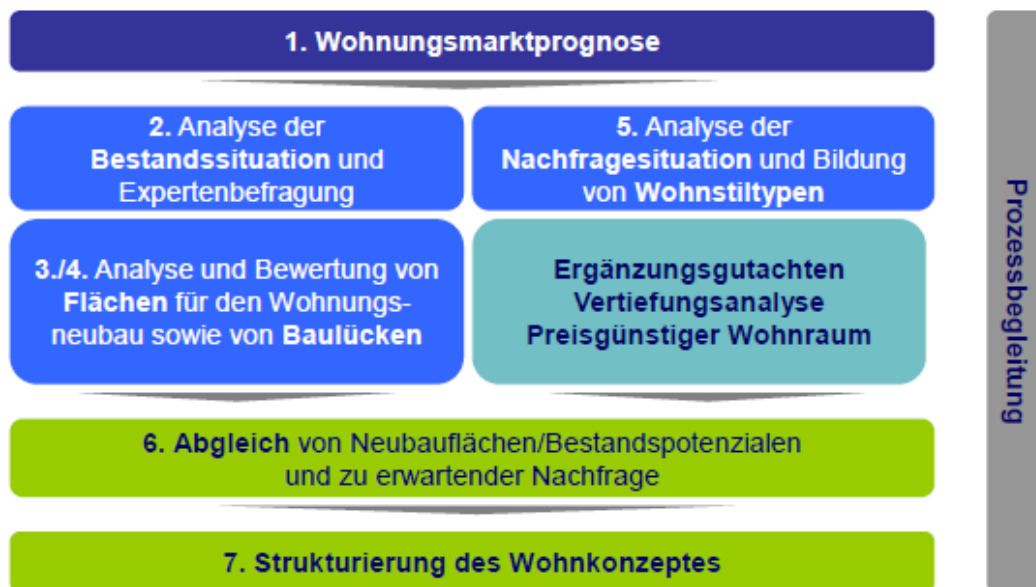 1. Wohnungsmarktprognose
2. Analyse der
Bestandssituation und
Expertenbefragung
5. Analyse der
Nachfragesituation und Bildung
von Wohnstiltypen
3./4. Analyse und Bewertung von
Flächen für den Wohnungs-
neubau sowie von Baulücken
Ergänzungsgutachten
Vertiefungsanalyse
Preisgünstiger Wohnraum
6. Abgleich von Neubauflächen/Bestandspotenzialen
und zu erwartender Nachfrage
7. Strukturierung des Wohnkonzeptes
Prozessbegleitung